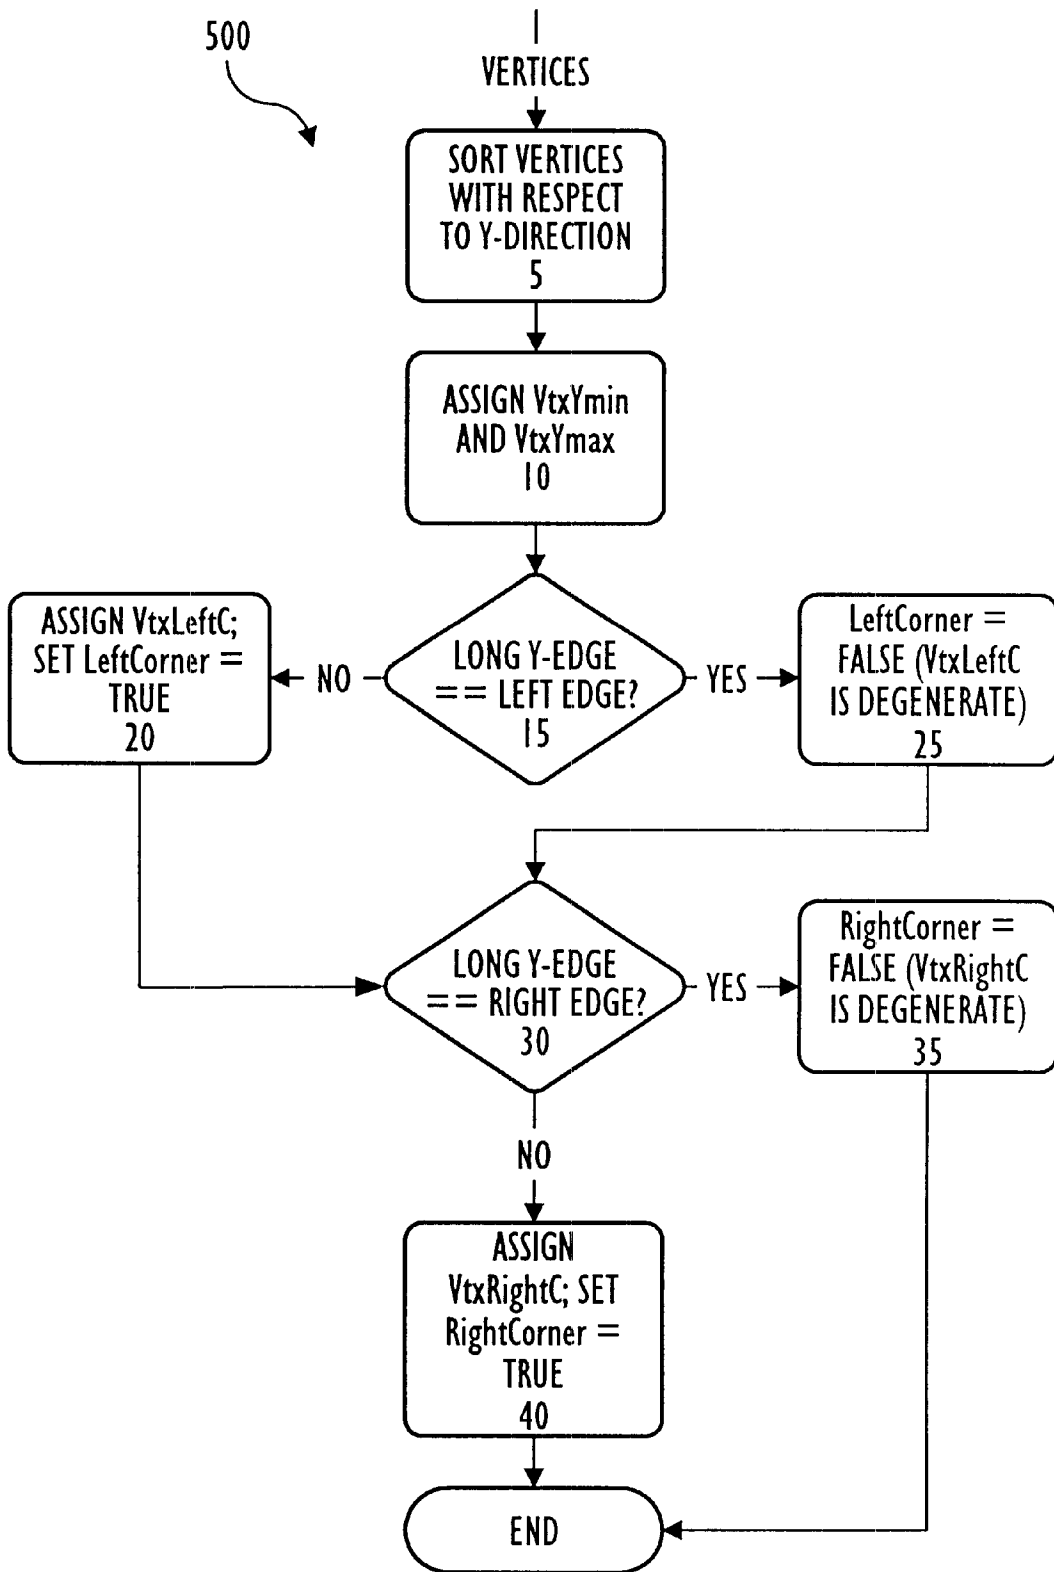 500
VERTICES
SORT VERTICES
WITH RESPECT
TO Y-DIRECTION
5
ASSIGN VtxYmin
AND VtxYmax
10
ASSIGN VtxLeftC;
SET LeftCorner =
TRUE
20
NO
LONG Y-EDGE
== LEFT EDGE?
15
YES
LeftCorner =
FALSE (VtxLeftC
IS DEGENERATE)
25
LONG Y-EDGE
== RIGHT EDGE?
30
YES
RightCorner =
FALSE (VtxRightC
IS DEGENERATE)
35
NO
ASSIGN
VtxRightC; SET
RightCorner =
TRUE
40
END